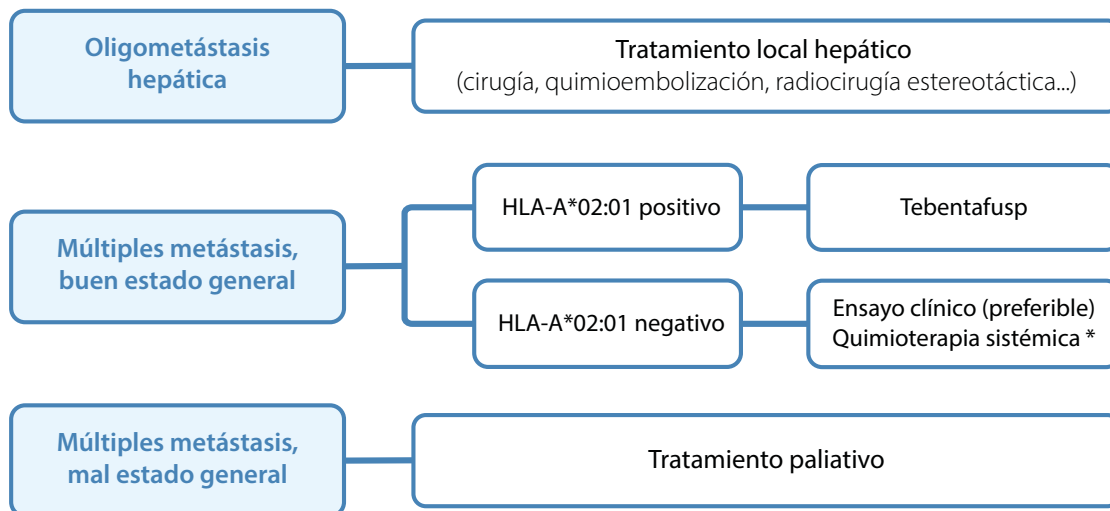 Oligometástasis
hepática
Tratamiento local hepático
(cirugía, quimioembolización, radiocirugía estereotáctica...)
Múltiples metástasis,
buen estado general
HLA-A*02:01 positivo
Tebentafusp
HLA-A*02:01 negativo
Ensayo clínico (preferible)
Quimioterapia sistémica *
Múltiples metástasis,
mal estado general
Tratamiento paliativo